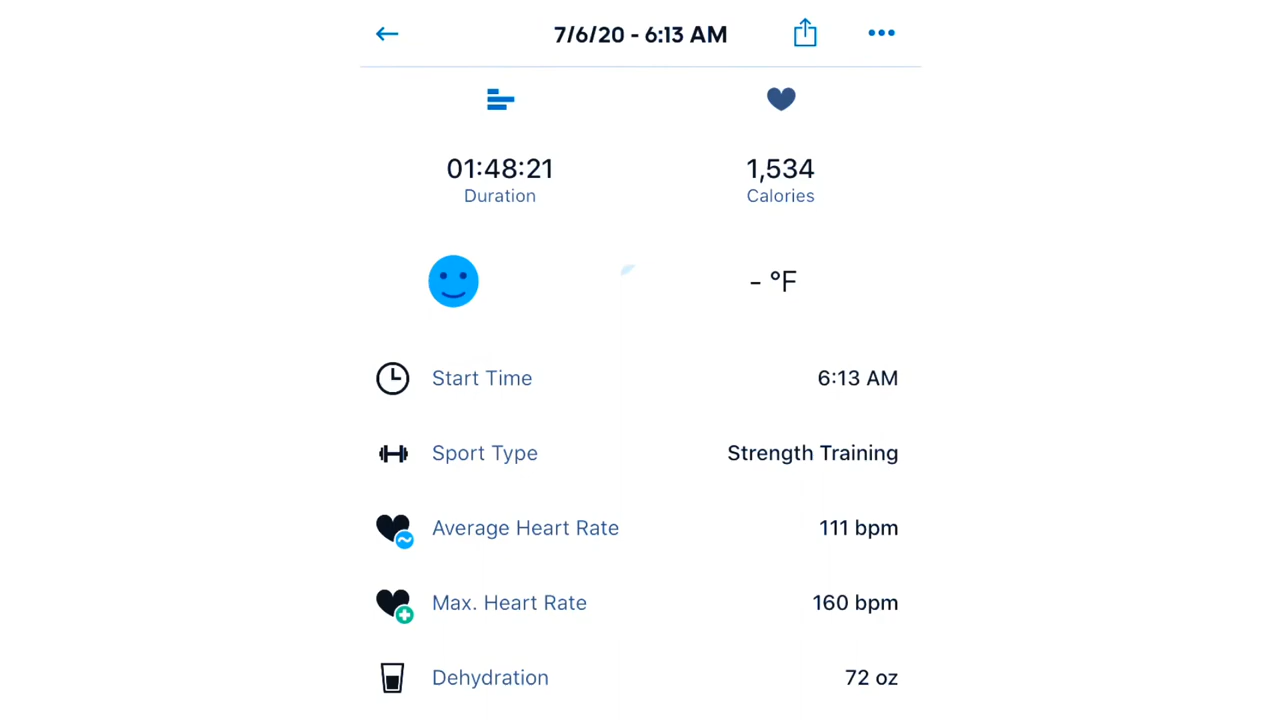 7/6/20 - 6:13 AM
01:48:21
Duration
1,534
Calories
- °F
Start Time 6:13 AM
Sport Type Strength Training
Average Heart Rate 111 bpm
Max. Heart Rate 160 bpm
Dehydration 72 oz